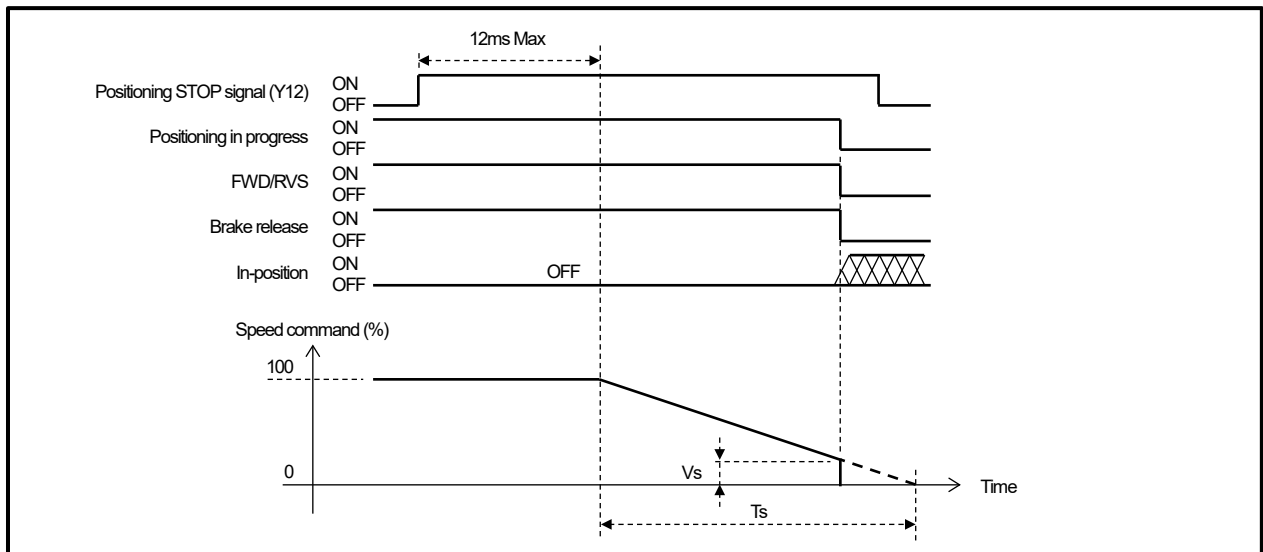 12ms Max
Positioning STOP signal (Y12) ON
OFF
Positioning in progress ON
OFF
FWD/RVS ON
OFF
Brake release ON
OFF
In-position ON
OFF OFF
Speed command (%)
100
0
Vs
Time
Ts